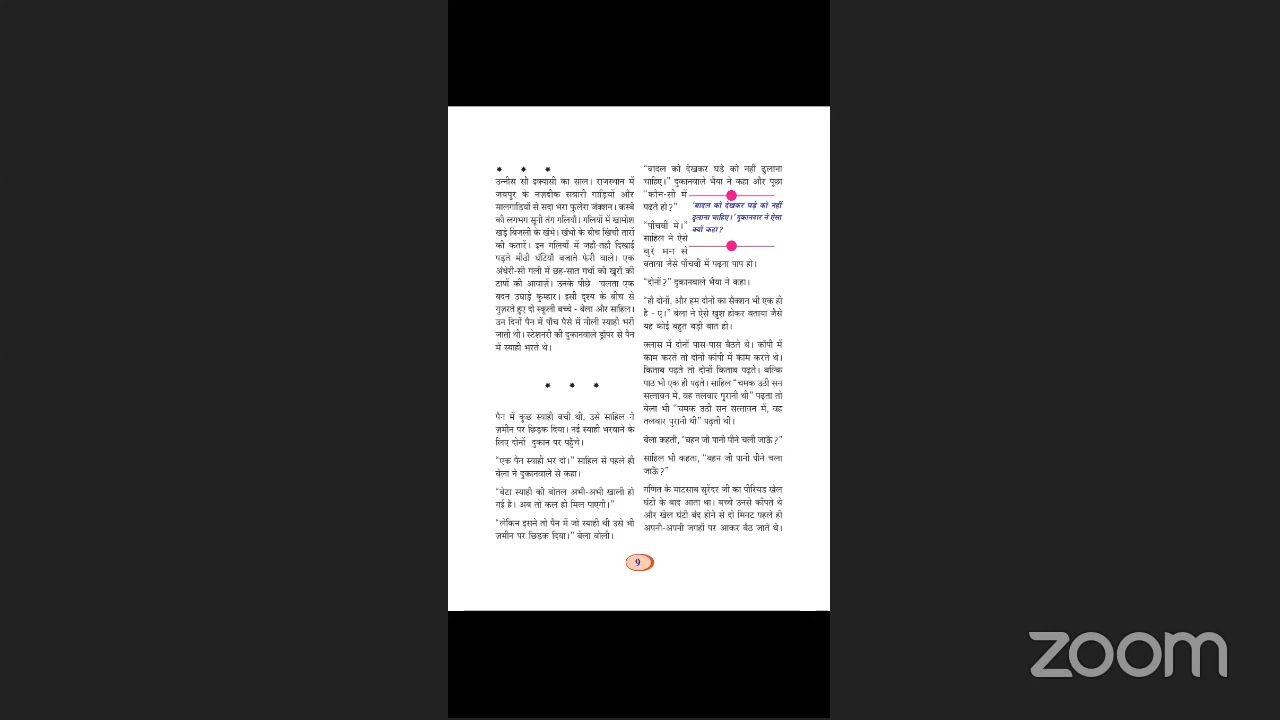 * * *
उन्नीस सौ इक्यासी का साल। राजस्थान में
जयपुर के नज़दीक सवारी गाड़ियों और
मालगाड़ियों से सदा भरा फुलेरा जंक्शन। कस्बे
की लगभग सूनी तंग गलियाँ। गलियों में खामोश
खड़े बिजली के खंभे। खंभों के बीच खिंची तारों
की कतारें। इन गलियों में जहाँ-तहाँ दिखाई
पड़ते मीठी घंटियाँ बजाते फेरी वाले। एक
अंधेरी-सी गली में छह-सात गधों की खुरों की
टापों की आवाज़ें। उनके पीछे चलता एक
बदन उघाड़े कुम्हार। इसी दृश्य के बीच से
गुज़रते हुए दो स्कूली बच्चे - बेला और साहिल।
उन दिनों पैन में पाँच पैसे में नीली स्याही भरी
जाती थी। स्टेशनरी की दुकानवाले ड्रॉपर से पैन
में स्याही भरते थे।
* * *
पैन में कुछ स्याही बची थी, उसे साहिल ने
ज़मीन पर छिड़क दिया। नई स्याही भरवाने के
लिए दोनों दुकान पर पहुँचे।
"एक पैन स्याही भर दो।" साहिल से पहले ही
बेला ने दुकानवाले से कहा।
"बेटा स्याही की बोतल अभी-अभी खाली हो
गई है। अब तो कल ही मिल पाएगी।"
"लेकिन इसने तो पैन में जो स्याही थी उसे भी
ज़मीन पर छिड़क दिया।" बेला बोली।
"बादल को देखकर घड़े को नहीं ढुलाना
चाहिए।" दुकानवाले भैया ने कहा और पूछा
"कौन-सी में
पढ़ते हो?"
"पाँचवीं में।"
साहिल ने ऐसे
बुरे मन से
बताया जैसे पाँचवीं में पढ़ना पाप हो।
'बादल को देखकर घड़े को नहीं
ढुलाना चाहिए।' दुकानदार ने ऐसा
क्यों कहा?
"दोनों?" दुकानवाले भैया ने कहा।
"हाँ दोनों, और हम दोनों का सैक्शन भी एक ही
है - ए।" बेला ने ऐसे खुश होकर बताया जैसे
यह कोई बहुत बड़ी बात हो।
क्लास में दोनों पास-पास बैठते थे। कॉपी में
काम करते तो दोनों कॉपी में काम करते थे।
किताब पढ़ते तो दोनों किताब पढ़ते। बल्कि
पाठ भी एक ही पढ़ते। साहिल "चमक उठी सन
सत्तावन में, वह तलवार पुरानी थी" पढ़ता तो
बेला भी "चमक उठी सन सत्तावन में, वह
तलवार पुरानी थी" पढ़ती थी।
बेला कहती, "बहन जी पानी पीने चली जाऊँ?"
साहिल भी कहता, "बहन जी पानी पीने चला
जाऊँ?"
गणित के माटसाब सुरेंदर जी का पीरियड खेल
घंटी के बाद आता था। बच्चे उनसे काँपते थे
और खेल घंटी बंद होने से दो मिनट पहले ही
अपनी-अपनी जगहों पर आकर बैठ जाते थे।
9
zoom